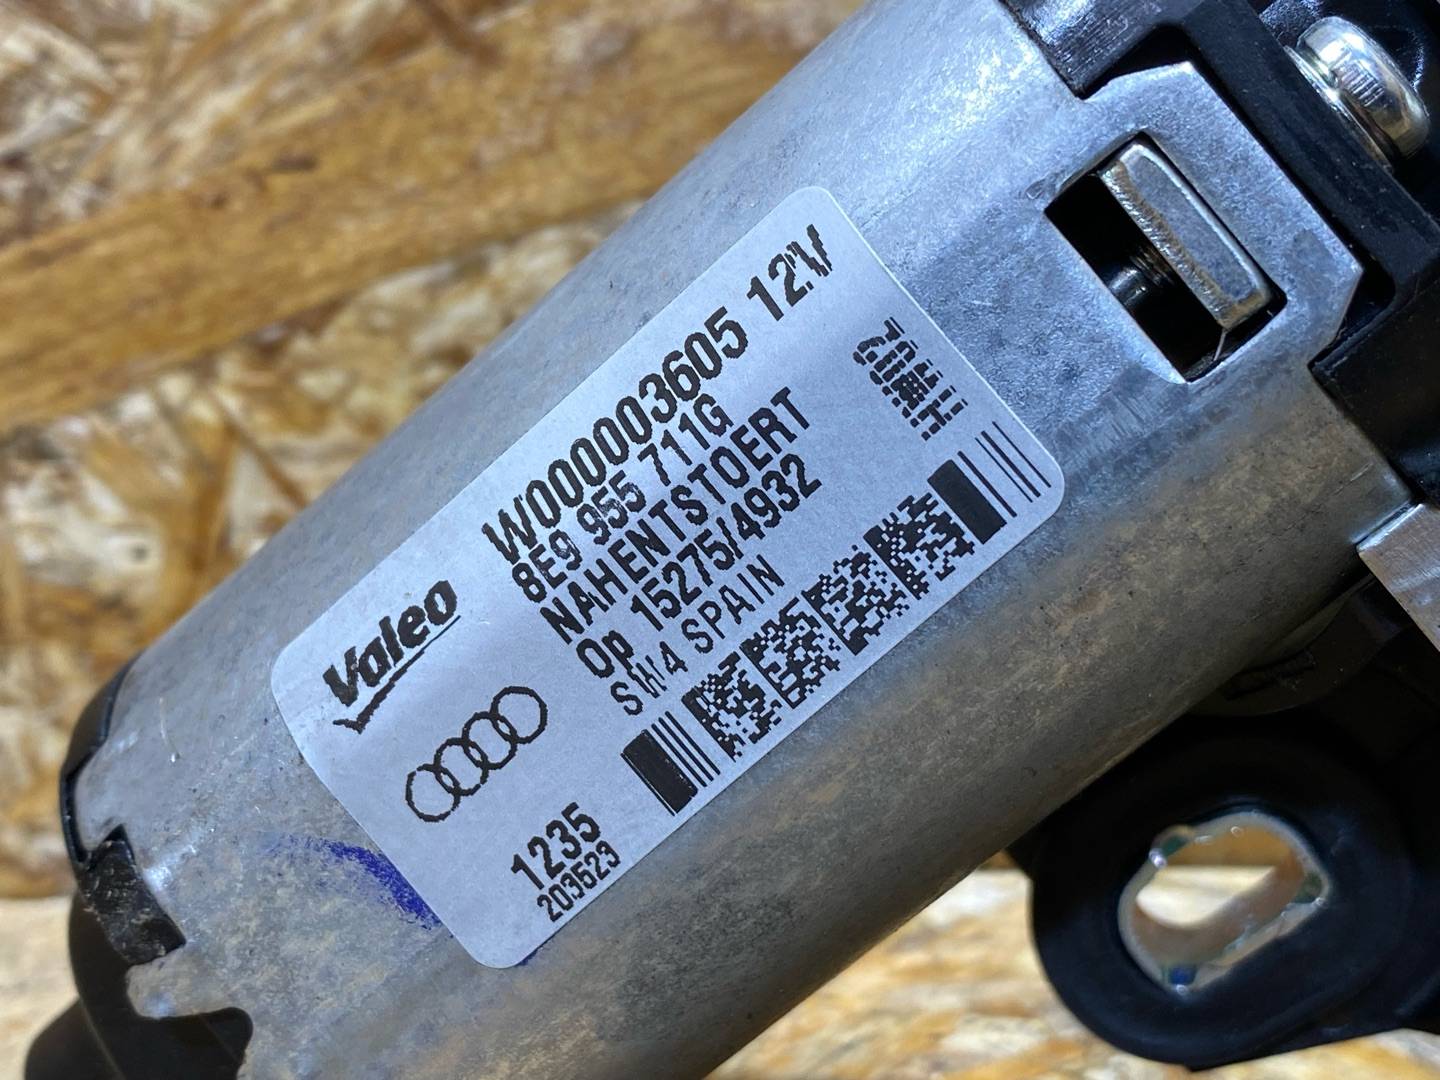 Valeo
W000003605 12V
8E9 955 711G
NAHENTSTOERT
Op 15275/4932
SW4 SPAIN
1235
203523